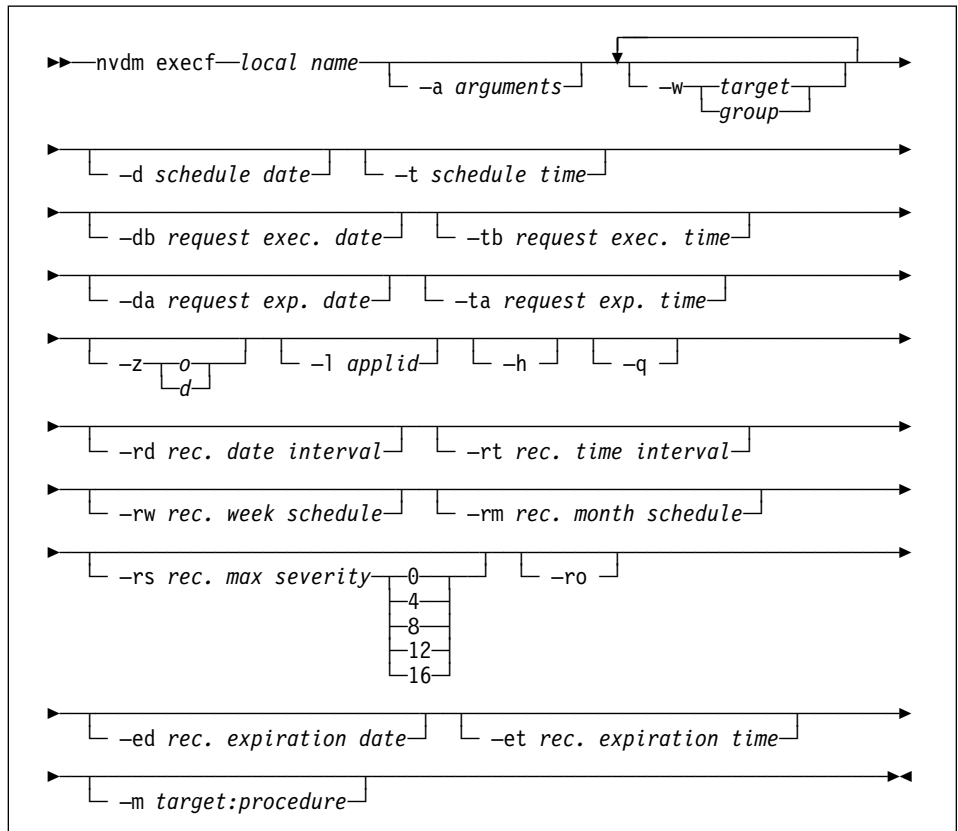 nvdm execf local name
–a arguments –w target
group
–d schedule date –t schedule time
–db request exec. date –tb request exec. time
–da request exp. date –ta request exp. time
–z o –l applid –h –q
d
–rd rec. date interval –rt rec. time interval
–rw rec. week schedule –rm rec. month schedule
–rs rec. max severity 0 –ro
4
8
12
16
–ed rec. expiration date –et rec. expiration time
–m target:procedure